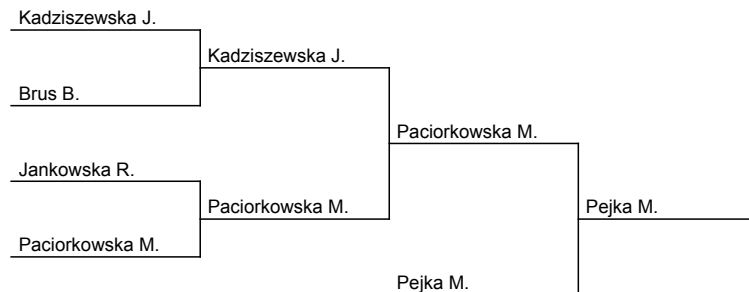 Kadziszewska J.
Kadziszewska J.
Brus B.
Paciorkowska M.
Jankowska R.
Paciorkowska M.
Pejka M.
Paciorkowska M.
Pejka M.